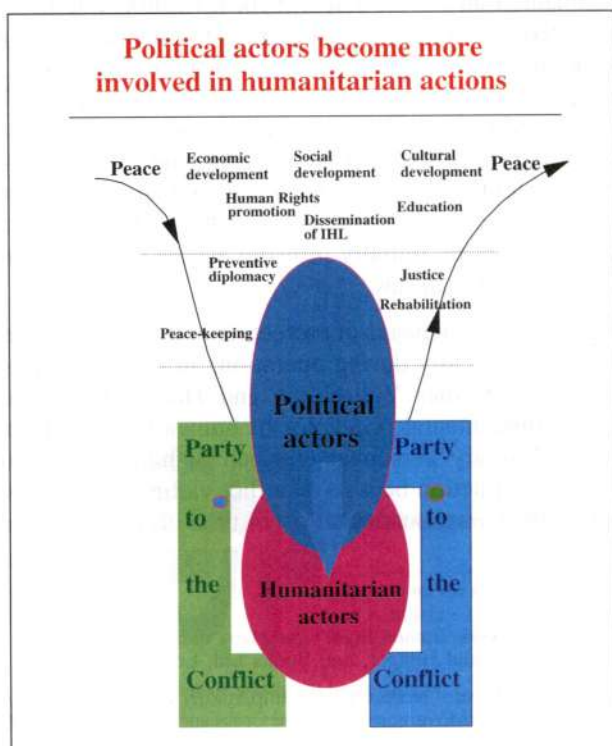 Political actors become more
involved in humanitarian actions
Peace
Economic
development
Social
development
Cultural
development
Peace
Human Rights
promotion
Dissemination
of IHL
Education
Preventive
diplomacy
Justice
Rehabilitation
Peace-keeping
Political
actors
Party
to
the
Conflict
Party
to
the
Conflict
Humanitarian
actors